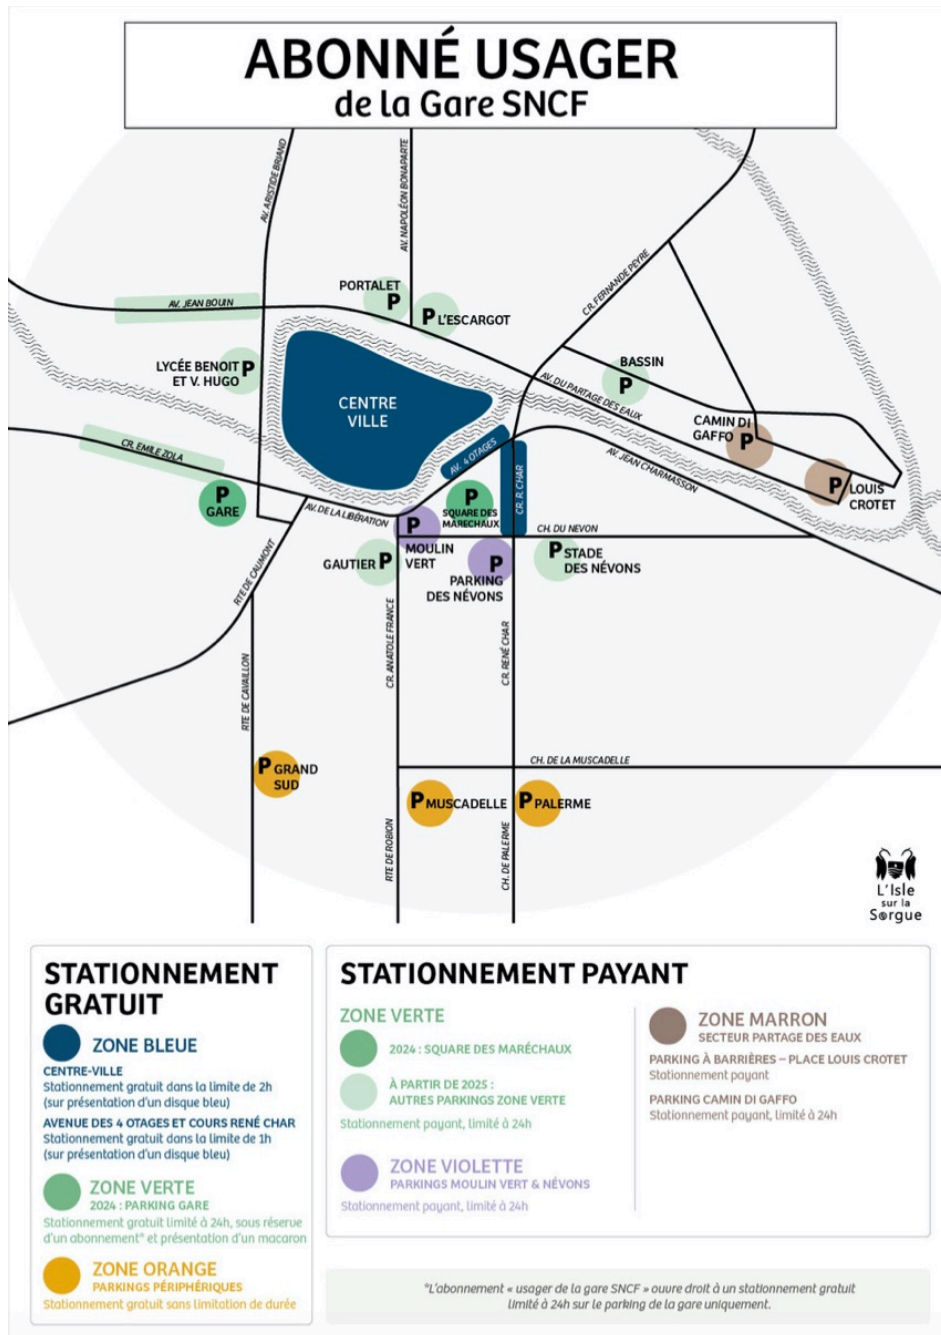 ABONNÉ USAGER
de la Gare SNCF
AV. ARISTIDE BRIAND
AV. NAPOLÉON BONAPARTE
CR. FERNANDE PEYRE
PORTALET
P
P L'ESCARGOT
AV. JEAN BOUIN
LYCÉE BENOIT P
ET V. HUGO
BASSIN
P
AV. DU PARTAGE DES EAUX
CENTRE
VILLE
CAMIN DI
GAFFO P
AV. 4 OTAGES
CR. R. CHAR
AV. JEAN CHARMASSON
CR. EMILE ZOLA
P LOUIS
CROTET
P
GARE
P
SQUARE DES
MARECHAUX
AV. DE LA LIBÉRATION
P
MOULIN
VERT
CH. DU NEVON
GAUTIER P
P
PARKING
DES NÉVONS
P STADE
DES NÉVONS
RTE DE CAUMONT
CR. ANATOLE FRANCE
CR. RENÉ CHAR
RTE DE CAVAILLON
P GRAND
SUD
CH. DE LA MUSCADELLE
P MUSCADELLE
P PALERME
RTE DE ROBION
CH. DE PALERME
L'Isle
sur la
Sorgue
STATIONNEMENT
GRATUIT
ZONE BLEUE
CENTRE-VILLE
Stationnement gratuit dans la limite de 2h
(sur présentation d'un disque bleu)
AVENUE DES 4 OTAGES ET COURS RENÉ CHAR
Stationnement gratuit dans la limite de 1h
(sur présentation d'un disque bleu)
ZONE VERTE
2024 : PARKING GARE
Stationnement gratuit limité à 24h, sous réserve
d'un abonnement* et présentation d'un macaron
ZONE ORANGE
PARKINGS PÉRIPHÉRIQUES
Stationnement gratuit sans limitation de durée
STATIONNEMENT PAYANT
ZONE VERTE
2024 : SQUARE DES MARÉCHAUX
À PARTIR DE 2025 :
AUTRES PARKINGS ZONE VERTE
Stationnement payant, limité à 24h
ZONE VIOLETTE
PARKINGS MOULIN VERT & NÉVONS
Stationnement payant, limité à 24h
ZONE MARRON
SECTEUR PARTAGE DES EAUX
PARKING À BARRIÈRES – PLACE LOUIS CROTET
Stationnement payant
PARKING CAMIN DI GAFFO
Stationnement payant, limité à 24h
*L'abonnement « usager de la gare SNCF » ouvre droit à un stationnement gratuit
limité à 24h sur le parking de la gare uniquement.